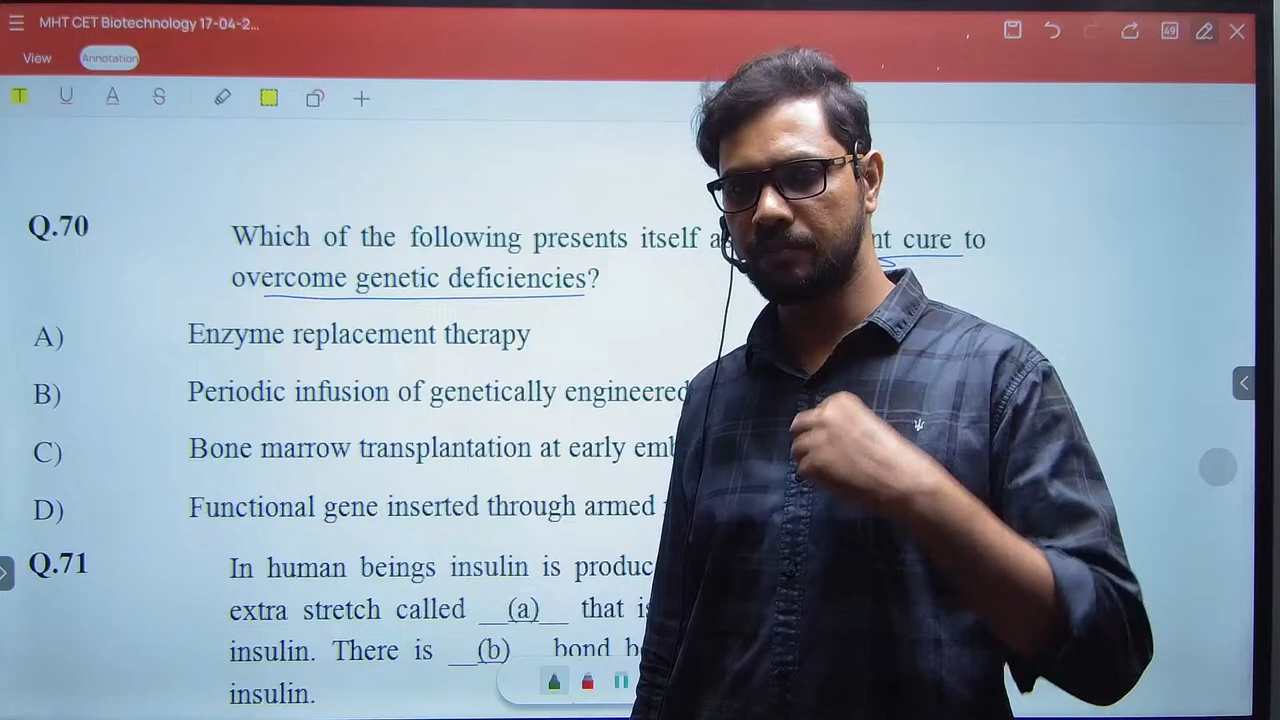 MHT CET Biotechnology 17-04-2...
49
View
Annotation
T U A S
Q.70
Which of the following presents itself cure to
overcome genetic deficiencies?
A) Enzyme replacement therapy
B) Periodic infusion of genetically engineered
C) Bone marrow transplantation at early
D) Functional gene inserted through armed
Q.71
In human beings insulin is
extra stretch called __(a)__ that
insulin. There is __(b)__ bond
insulin.